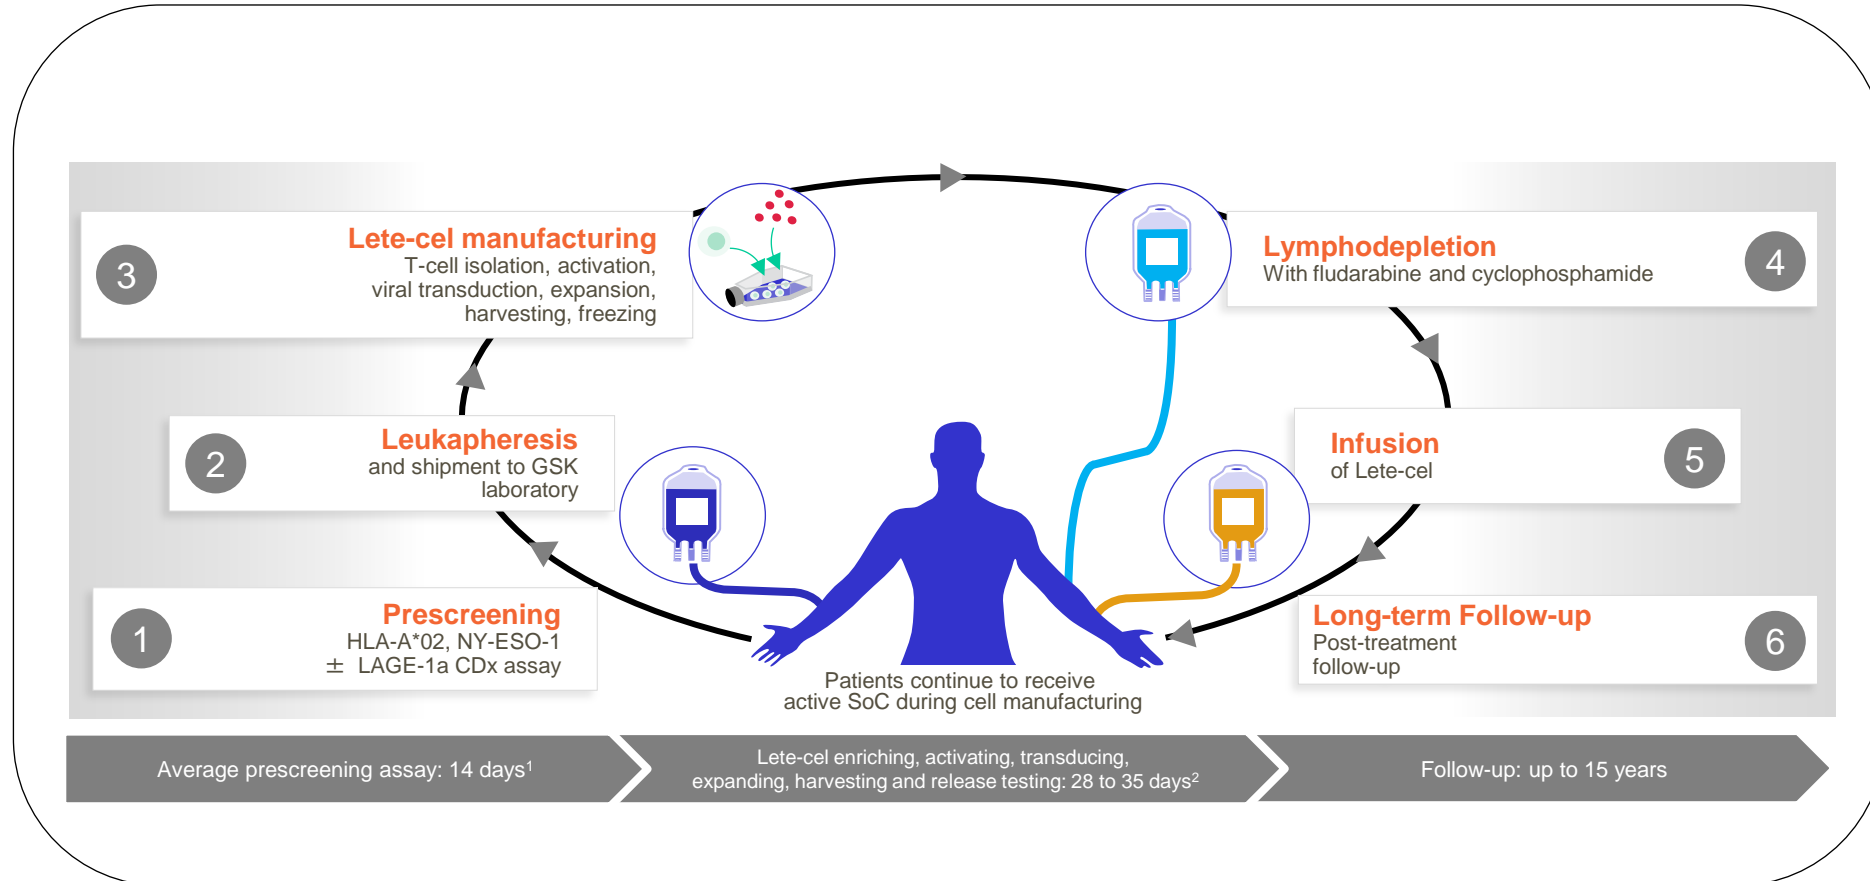 3
Lete-cel manufacturing
T-cell isolation, activation,
viral transduction, expansion,
harvesting, freezing
4
Lymphodepletion
With fludarabine and cyclophosphamide
2
Leukapheresis
and shipment to GSK
laboratory
5
Infusion
of Lete-cel
1
Prescreening
HLA-A*02, NY-ESO-1
± LAGE-1a CDx assay
6
Long-term Follow-up
Post-treatment
follow-up
Patients continue to receive
active SoC during cell manufacturing
Average prescreening assay: 14 days¹
Lete-cel enriching, activating, transducing,
expanding, harvesting and release testing: 28 to 35 days²
Follow-up: up to 15 years